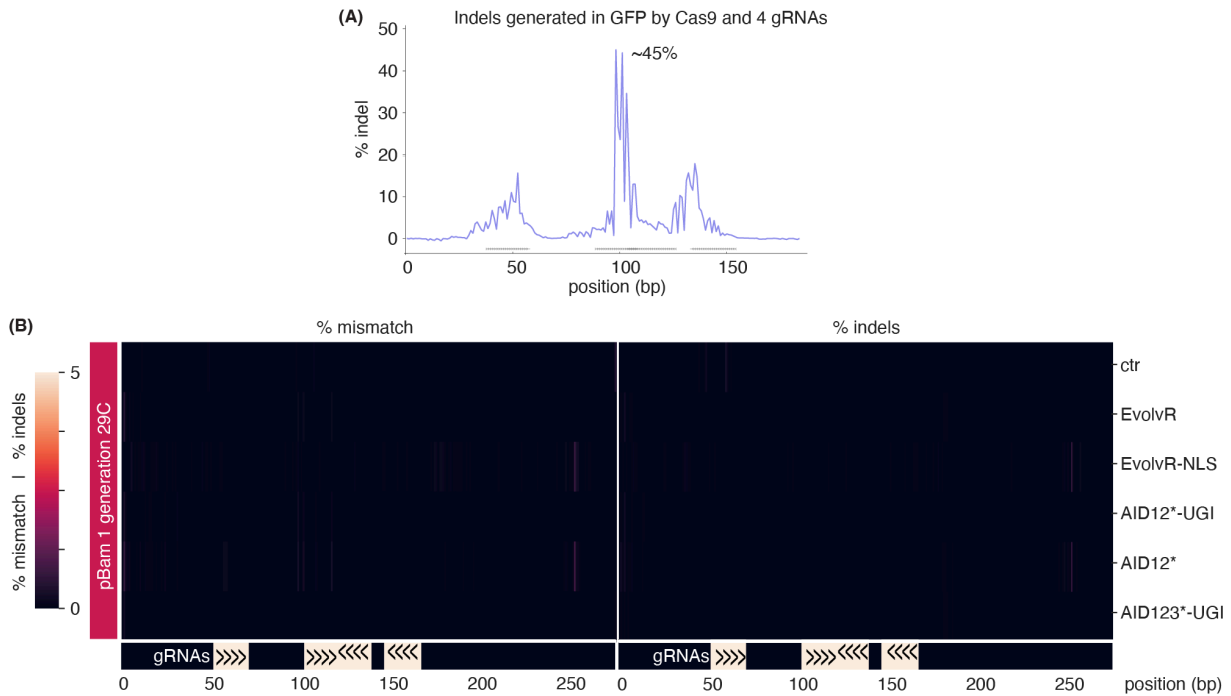 (A) Indels generated in GFP by Cas9 and 4 gRNAs
50
40
30
20
10
0
% indel
~45%
0 50 100 150
position (bp)
(B)
% mismatch % indels
5
0
% mismatch | % indels
pBam 1 generation 29C
ctr
EvolvR
EvolvR-NLS
AID12*-UGI
AID12*
AID123*-UGI
gRNAs >>>> >>>> <<<< <<<< gRNAs >>>> >>>> <<<< <<<<
0 50 100 150 200 250 0 50 100 150 200 250 position (bp)